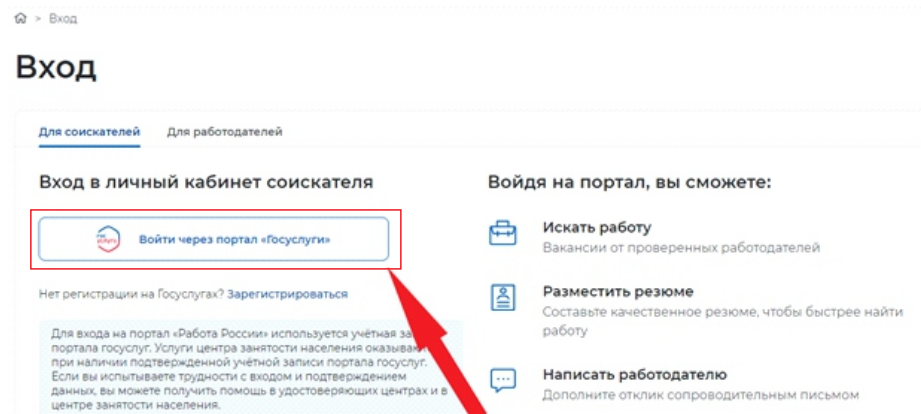 > Вход
Вход
Для соискателей Для работодателей
Вход в личный кабинет соискателя
Войти через портал «Госуслуги»
Нет регистрации на Госуслугах? Зарегистрироваться
Для входа на портал «Работа России» используется учётная
портала госуслуг. Услуги центра занятости населения
при наличии подтвержденной учётной записи портала госуслуг.
Если вы испытываете трудности с входом и подтверждением
данных, вы можете получить помощь в удостоверяющих центрах и в
центре занятости населения.
Войдя на портал, вы сможете:
Искать работу
Вакансии от проверенных работодателей
Разместить резюме
Составьте качественное резюме, чтобы быстрее найти
работу
Написать работодателю
Дополните отклик сопроводительным письмом